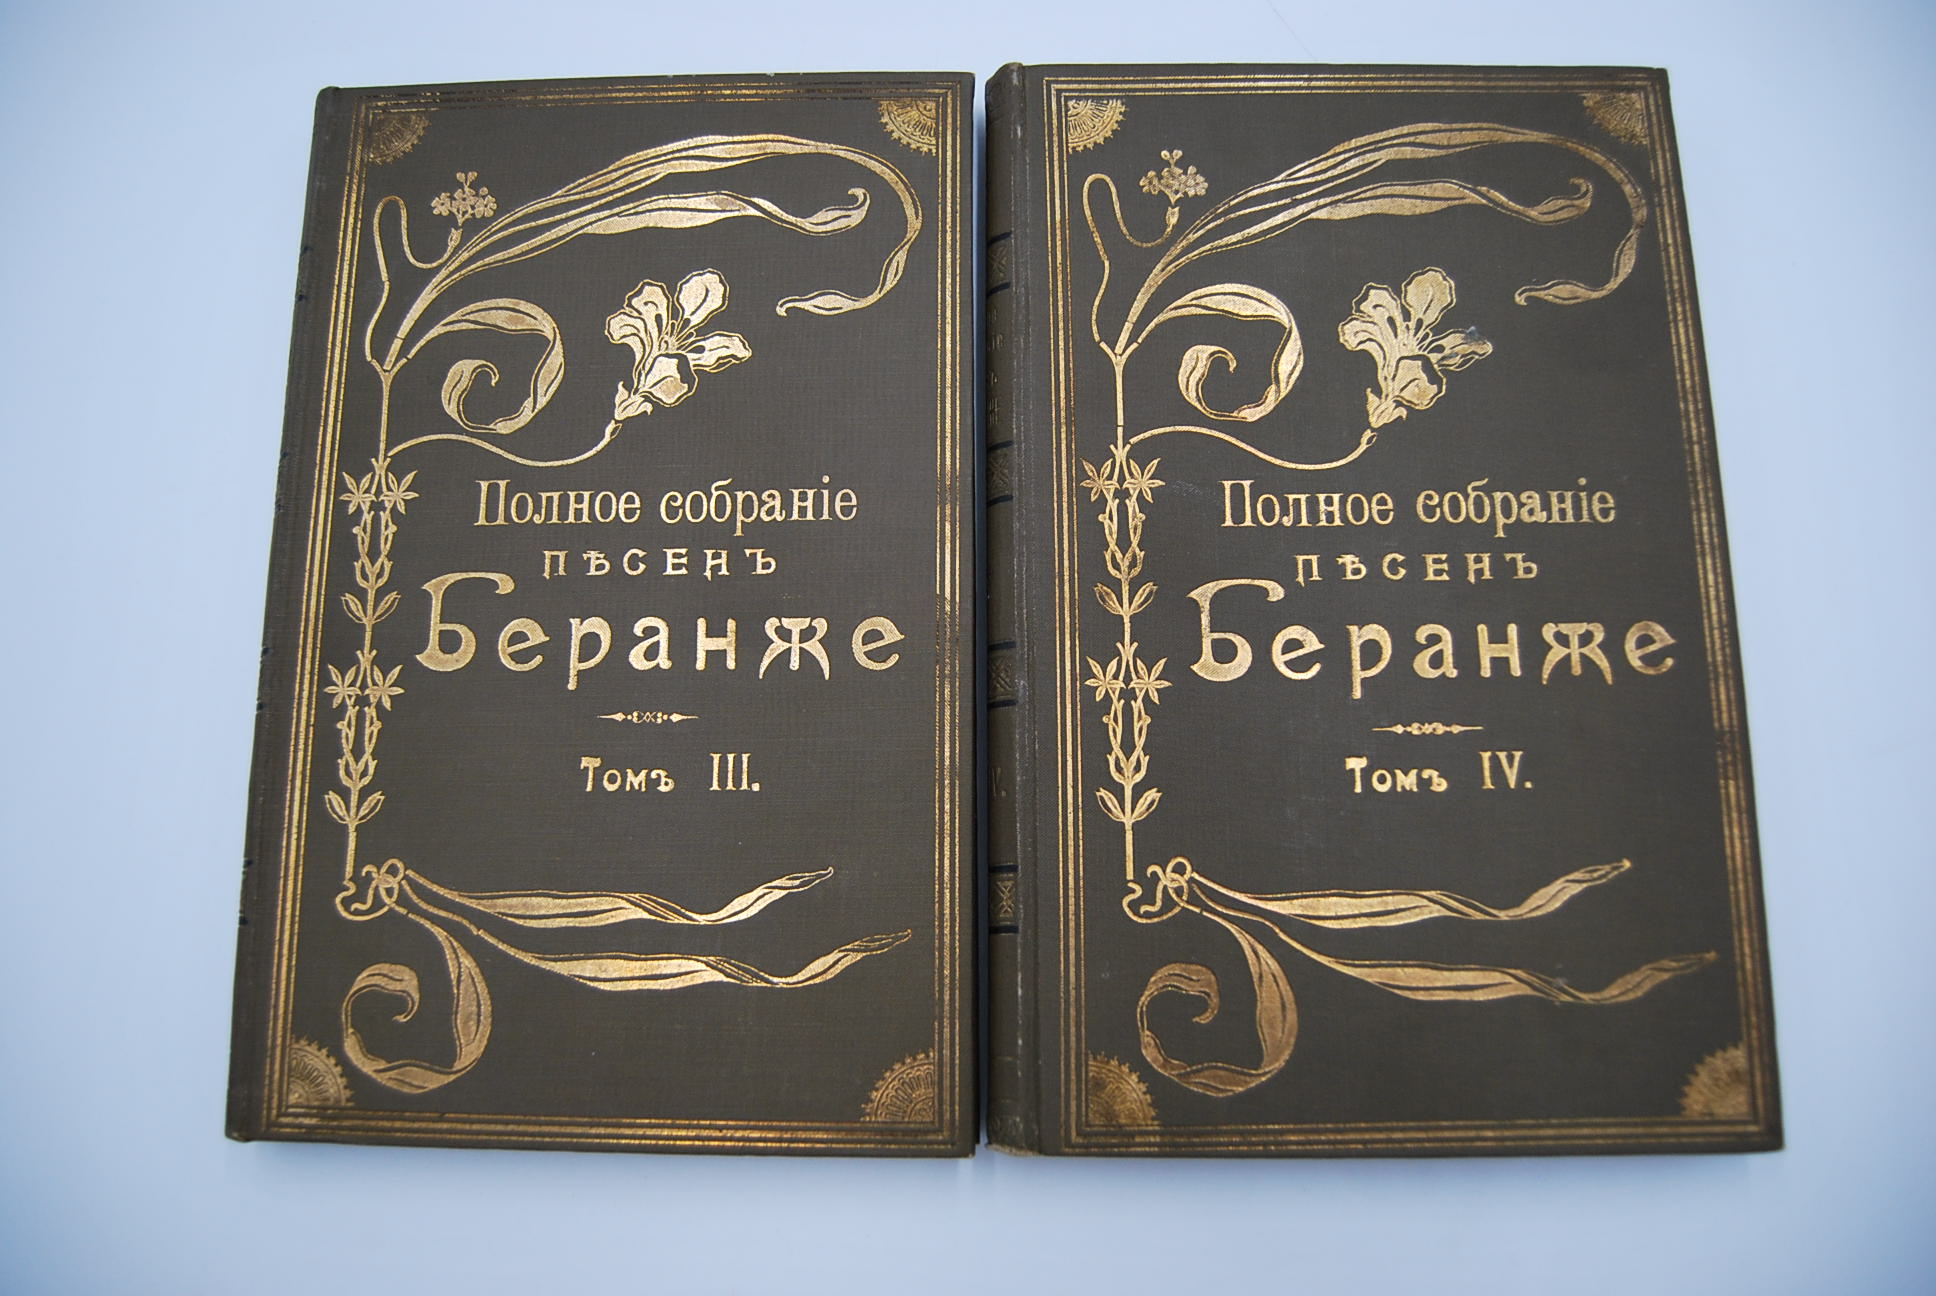 Полное собраніе
пѣсенъ
Беранже
Томъ III.
Полное собраніе
пѣсенъ
Беранже
Томъ IV.